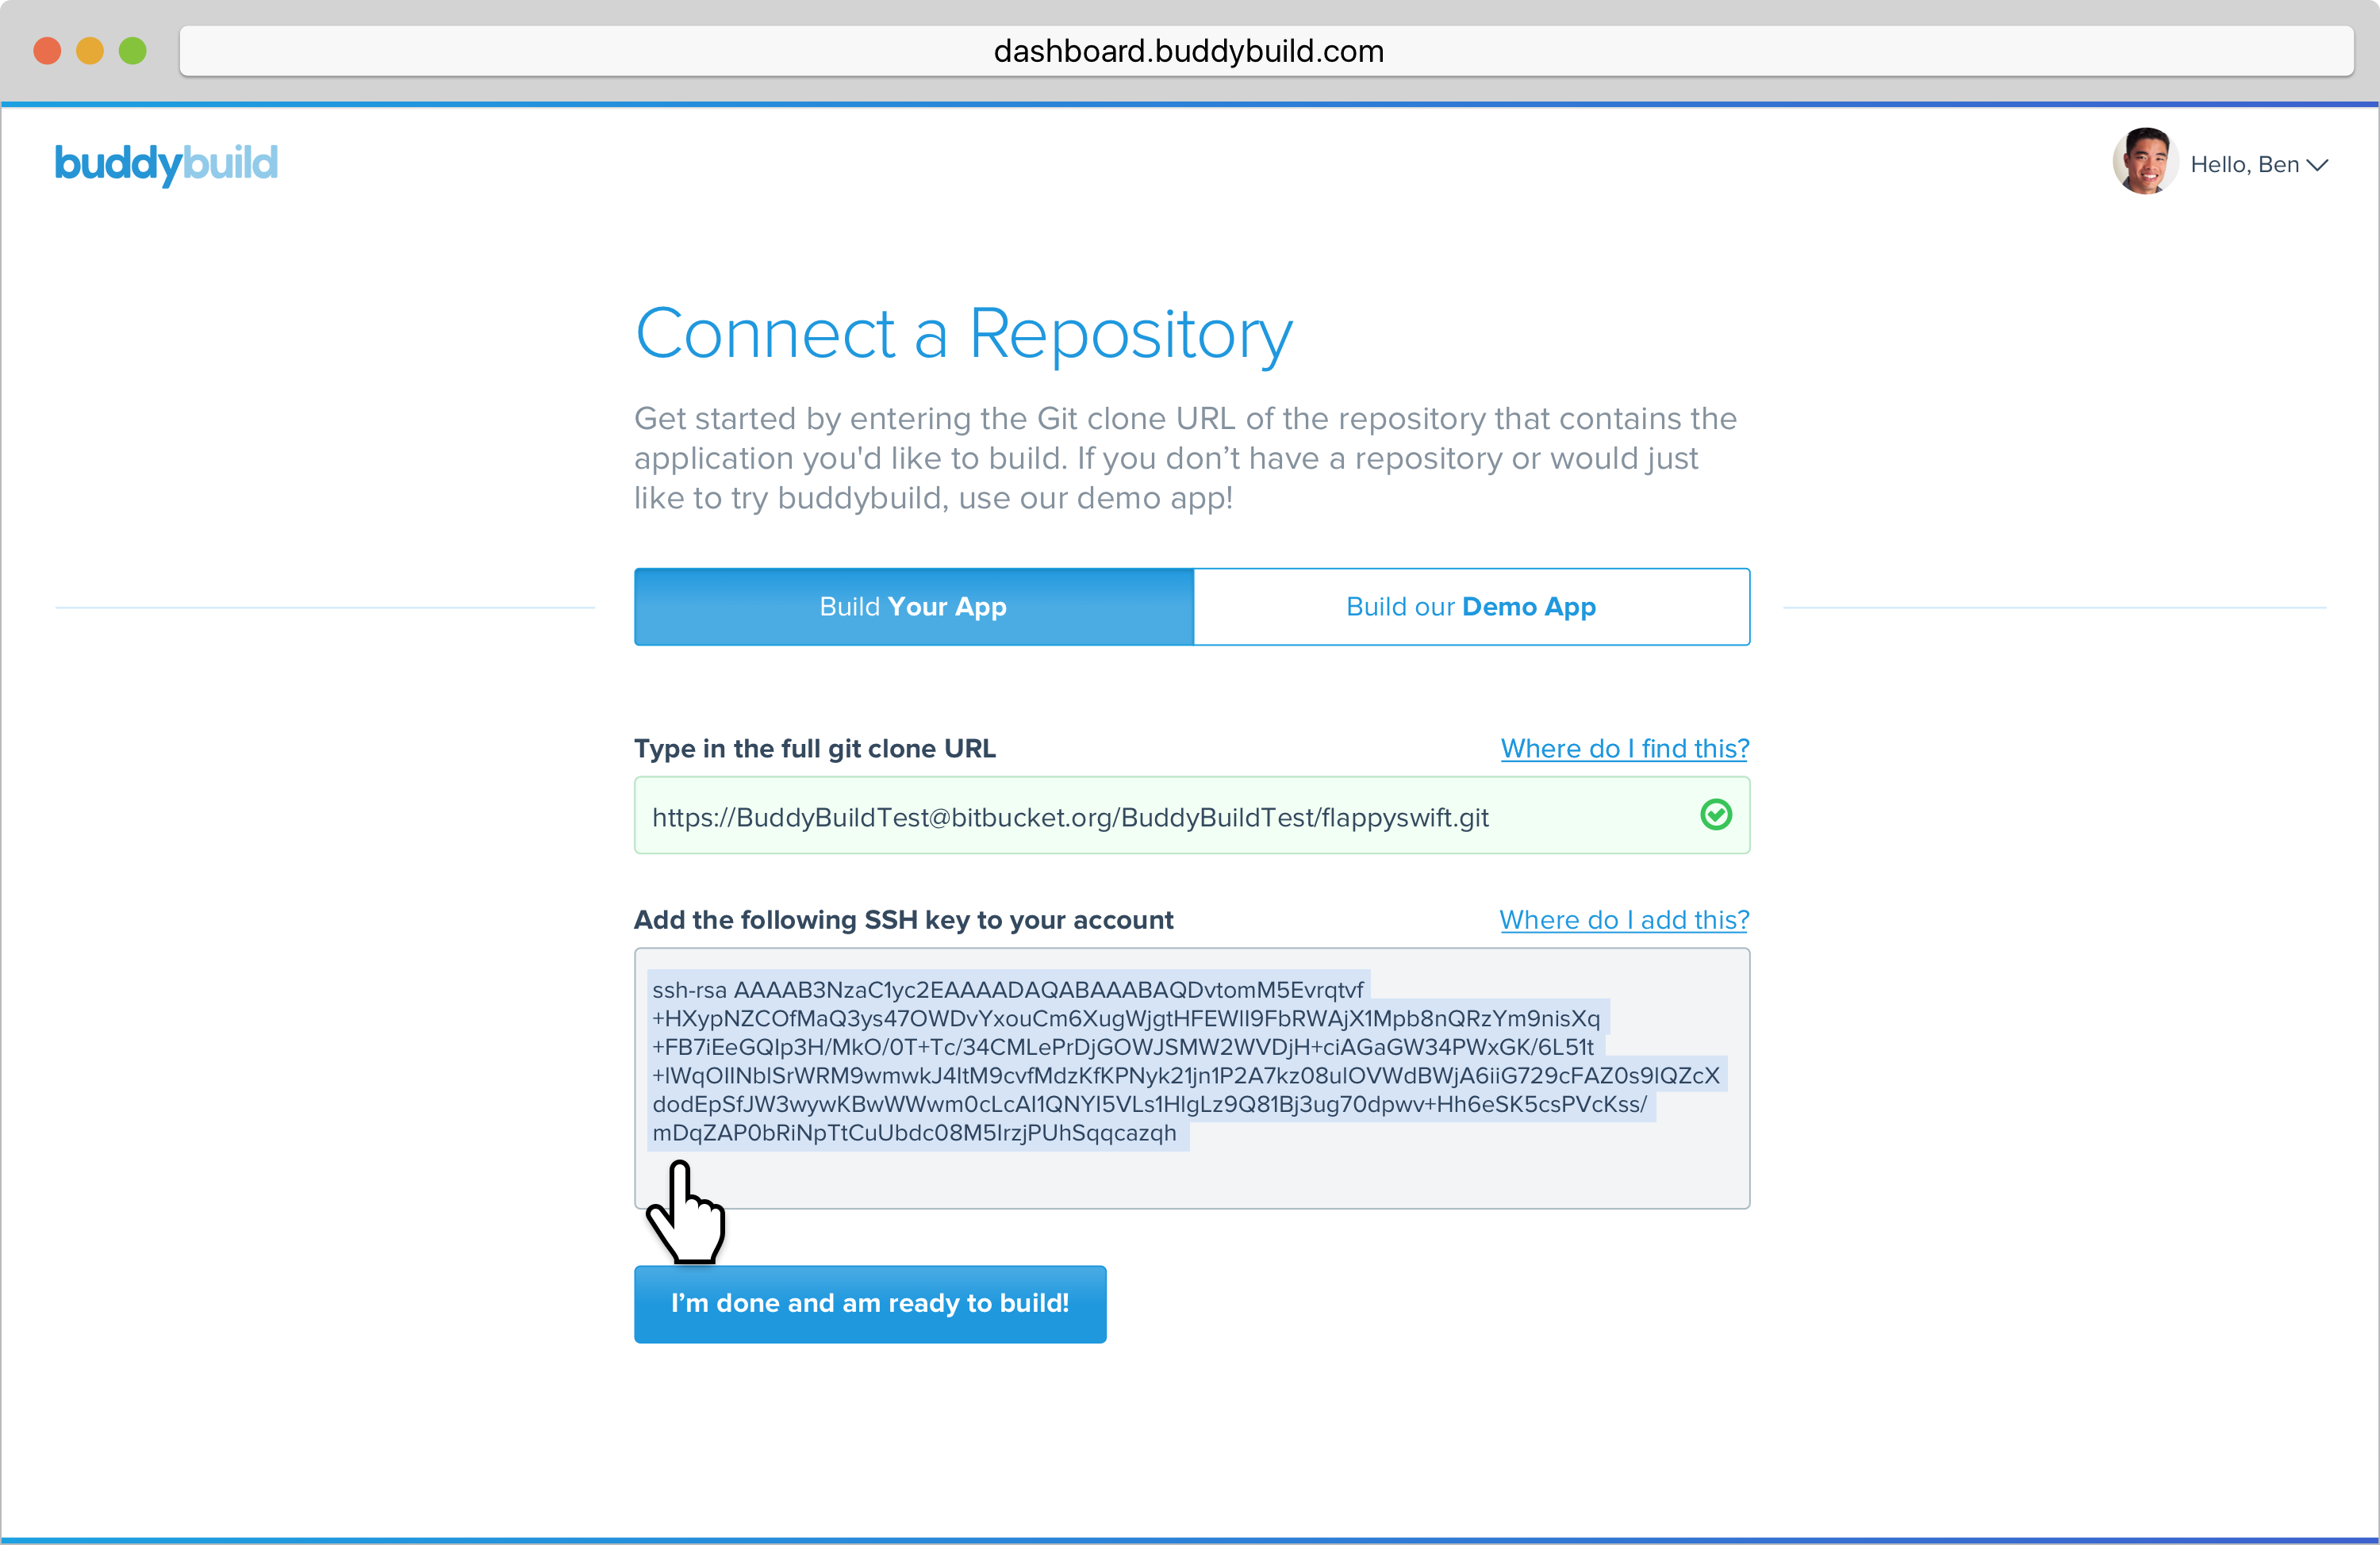 dashboard.buddybuild.com
buddybuild
Hello, Ben
Connect a Repository
Get started by entering the Git clone URL of the repository that contains the
application you'd like to build. If you don’t have a repository or would just
like to try buddybuild, use our demo app!
Build Your App
Build our Demo App
Type in the full git clone URL
Where do I find this?
https://BuddyBuildTest@bitbucket.org/BuddyBuildTest/flappyswift.git
Add the following SSH key to your account
Where do I add this?
ssh-rsa AAAAB3NzaC1yc2EAAAADAQABAAABAQDvtomM5Evrqtvf
+HXypNZCOfMaQ3ys47OWDvYxouCm6XugWjgtHFEWlI9FbRWAjX1Mpb8nQRzYm9nisXq
+FB7iEeGQIp3H/MkO/0T+Tc/34CMLePrDjGOWJSMW2WVDjH+ciAGaGW34PWxGK/6L51t
+IWqOIINblSrWRM9wmwkJ4ItM9cvfMdzKfKPNyk21jn1P2A7kz08ulOVWdBWjA6iiG729cFAZ0s9lQZcX
dodEpSfJW3wywKBwWWwm0cLcAl1QNYI5VLs1HlgLz9Q81Bj3ug70dpwv+Hh6eSK5csPVcKss/
mDqZAP0bRiNpTtCuUbdc08M5IrzjPUhSqqcazqh
I’m done and am ready to build!